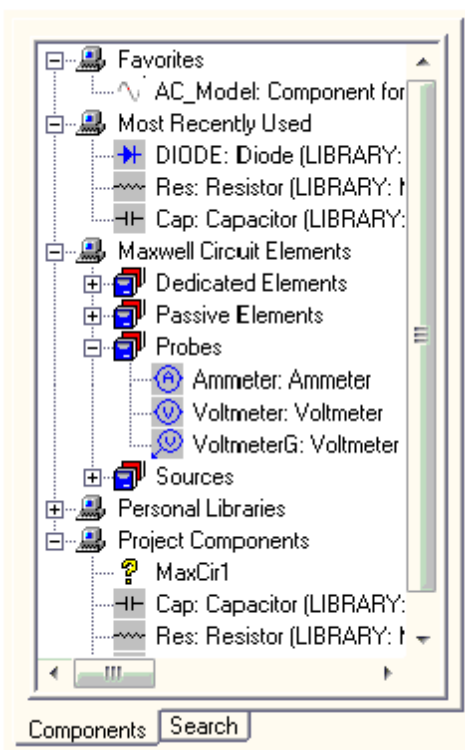 Favorites
AC_Model: Component for
Most Recently Used
DIODE: Diode (LIBRARY:
Res: Resistor (LIBRARY:
Cap: Capacitor (LIBRARY:
Maxwell Circuit Elements
Dedicated Elements
Passive Elements
Probes
A Ammeter: Ammeter
V Voltmeter: Voltmeter
V VoltmeterG: Voltmeter
Sources
Personal Libraries
Project Components
? MaxCir1
Cap: Capacitor (LIBRARY:
Res: Resistor (LIBRARY:
Components Search